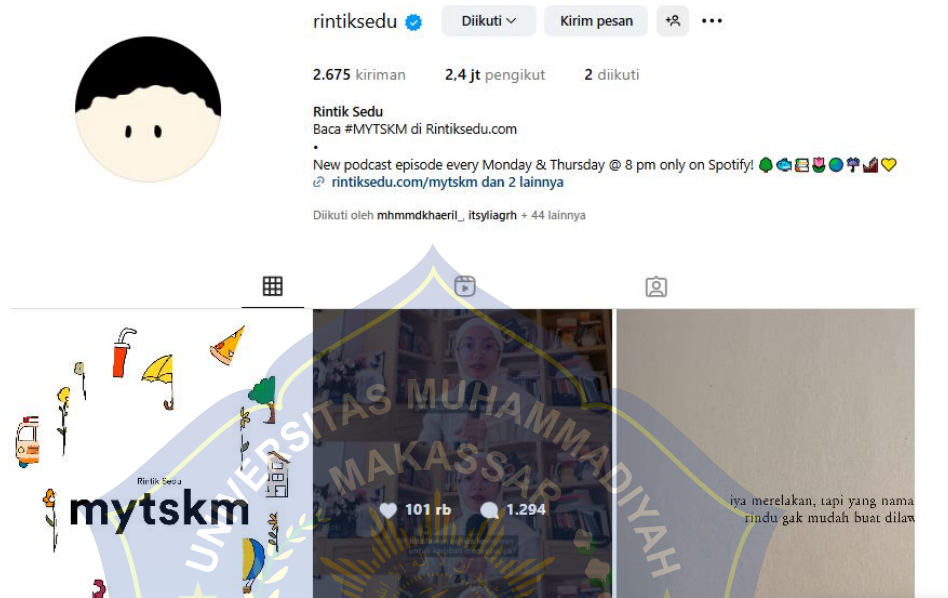 rintiksedu
Diikuti
Kirim pesan
2.675 kiriman
2,4 jt pengikut
2 diikuti
Rintik Sedu
Baca #MYTSKM di Rintiksedu.com
•
New podcast episode every Monday & Thursday @ 8 pm only on Spotify! 🌳🐟📚🌷🌍🌪🌋💛
rintiksedu.com/mytskm dan 2 lainnya
Diikuti oleh mhmmdkhaeril_, itsyliagrh + 44 lainnya
Rintik Sedu
mytskm
101 rb
1.294
iya merelakan, tapi yang nama
rindu gak mudah buat dilaw
UNIVERSITAS MUHAMMADIYAH
MAKASSAR